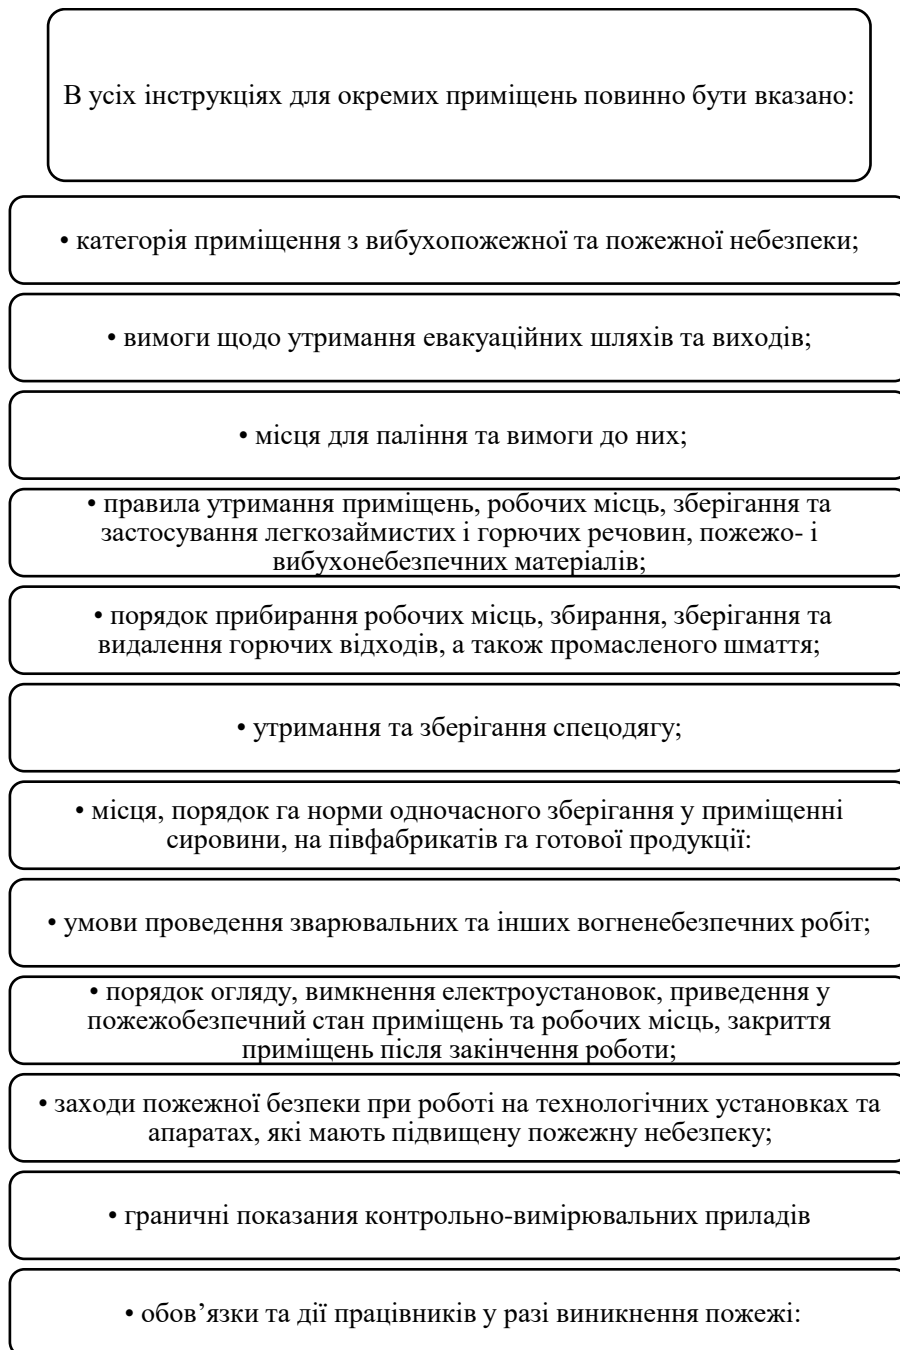 В усіх інструкціях для окремих приміщень повинно бути вказано:
• категорія приміщення з вибухопожежної та пожежної небезпеки;
• вимоги щодо утримання евакуаційних шляхів та виходів;
• місця для паління та вимоги до них;
• правила утримання приміщень, робочих місць, зберігання та
застосування легкозаймистих і горючих речовин, пожежо- і
вибухонебезпечних матеріалів;
• порядок прибирання робочих місць, збирання, зберігання та
видалення горючих відходів, а також промасленого шматтю;
• утримання та зберігання спецодягу;
• місця, порядок га норми одночасного зберігання у приміщенні
сировини, на півфабрикатів га готової продукції:
• умови проведення зварювальних та інших вогненебезпечних робіт;
• порядок огляду, вимкнення електроустановок, приведення у
пожежобезпечний стан приміщень та робочих місць, закриття
приміщень після закінчення роботи;
• заходи пожежної безпеки при роботі на технологічних установках та
апаратах, які мають підвищену пожежну небезпеку;
• граничні показання контрольно-вимірювальних приладів
• обов’язки та дії працівників у разі виникнення пожежі: